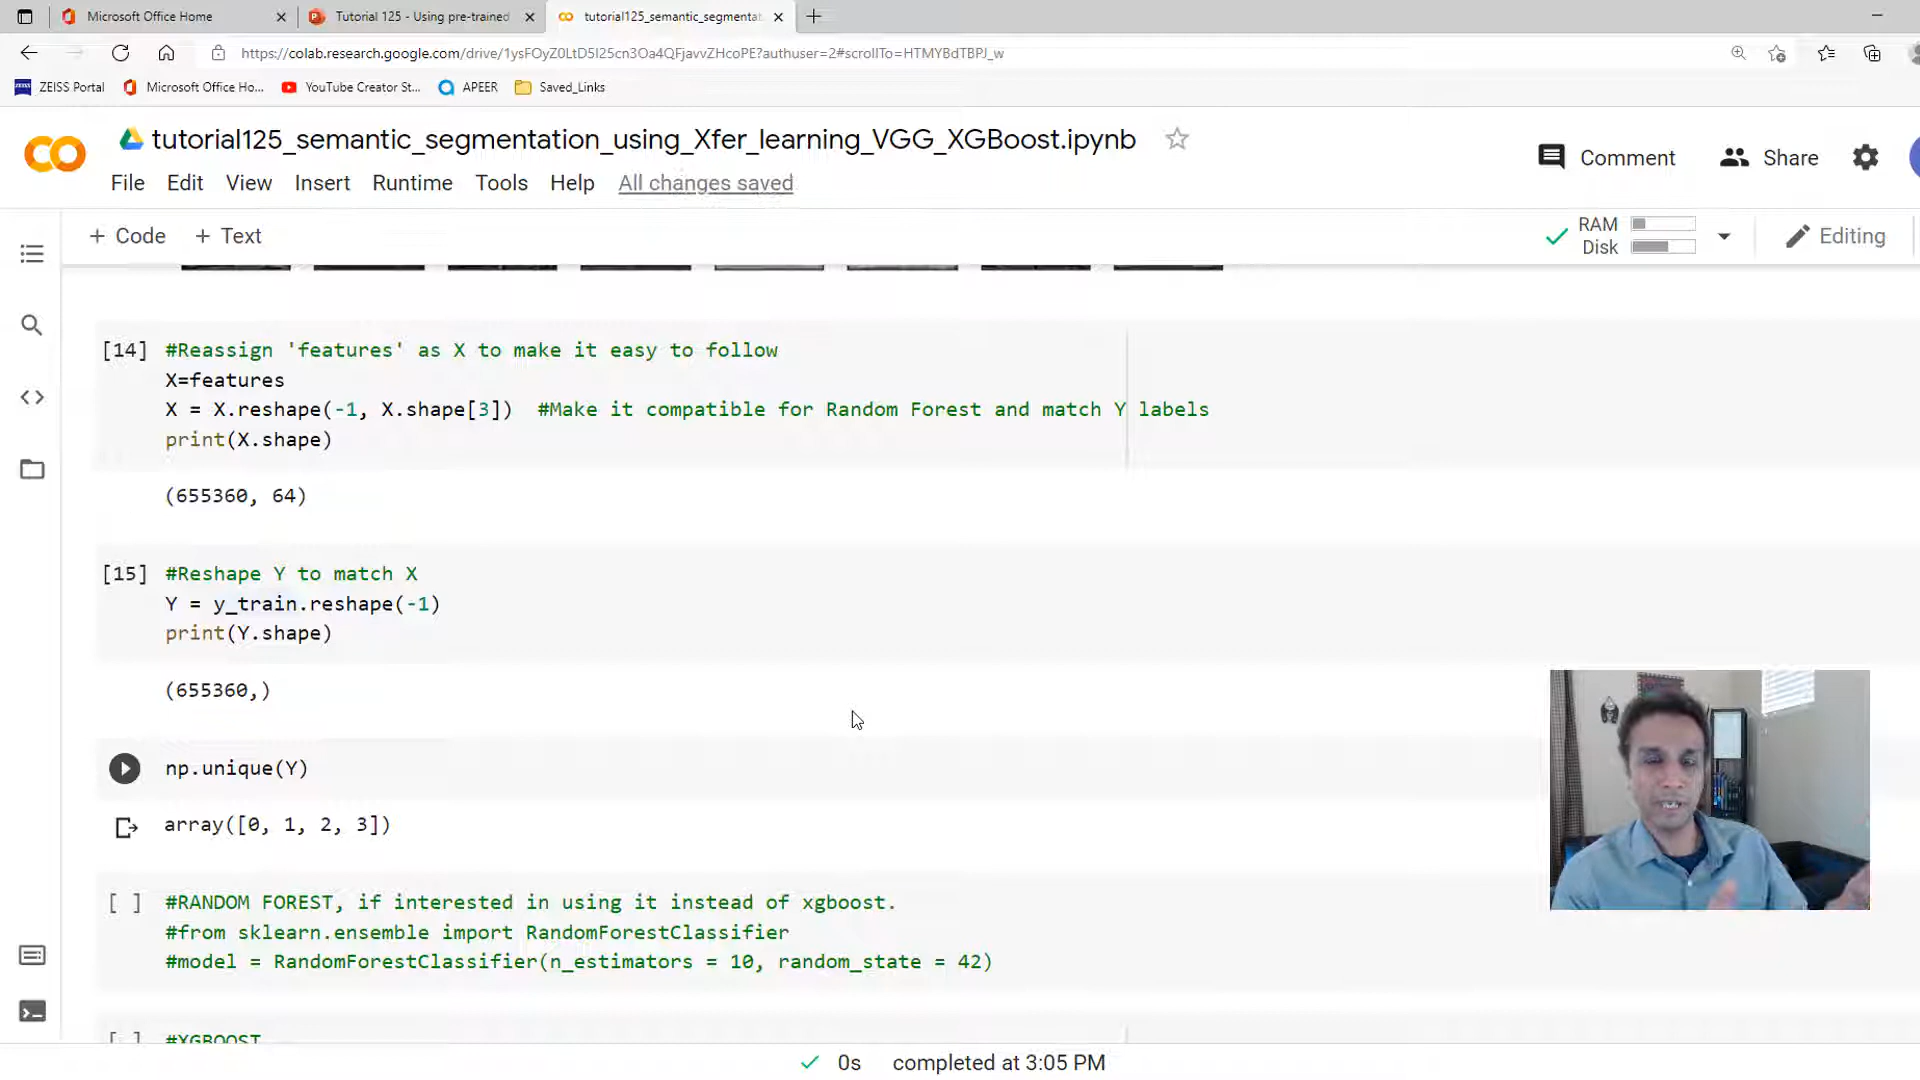 Microsoft Office Home
Tutorial 125 - Using pre-trained
tutorial125_semantic_segmentat
https://colab.research.google.com/drive/1ysFOyZ0LtD5I25cn3Oa4QFjavvZHcoPE?authuser=2#scrollTo=HTMYBdTBPJ_w
ZEISS Portal
Microsoft Office Ho...
YouTube Creator St...
APEER
Saved_Links
tutorial125_semantic_segmentation_using_Xfer_learning_VGG_XGBoost.ipynb
Comment
Share
File Edit View Insert Runtime Tools Help All changes saved
+ Code + Text
RAM
Disk
Editing
[14] #Reassign 'features' as X to make it easy to follow
X=features
X = X.reshape(-1, X.shape[3]) #Make it compatible for Random Forest and match Y labels
print(X.shape)
(655360, 64)
[15] #Reshape Y to match X
Y = y_train.reshape(-1)
print(Y.shape)
(655360,)
np.unique(Y)
array([0, 1, 2, 3])
[ ] #RANDOM FOREST, if interested in using it instead of xgboost.
#from sklearn.ensemble import RandomForestClassifier
#model = RandomForestClassifier(n_estimators = 10, random_state = 42)
[ ] #XGBOOST
0s completed at 3:05 PM